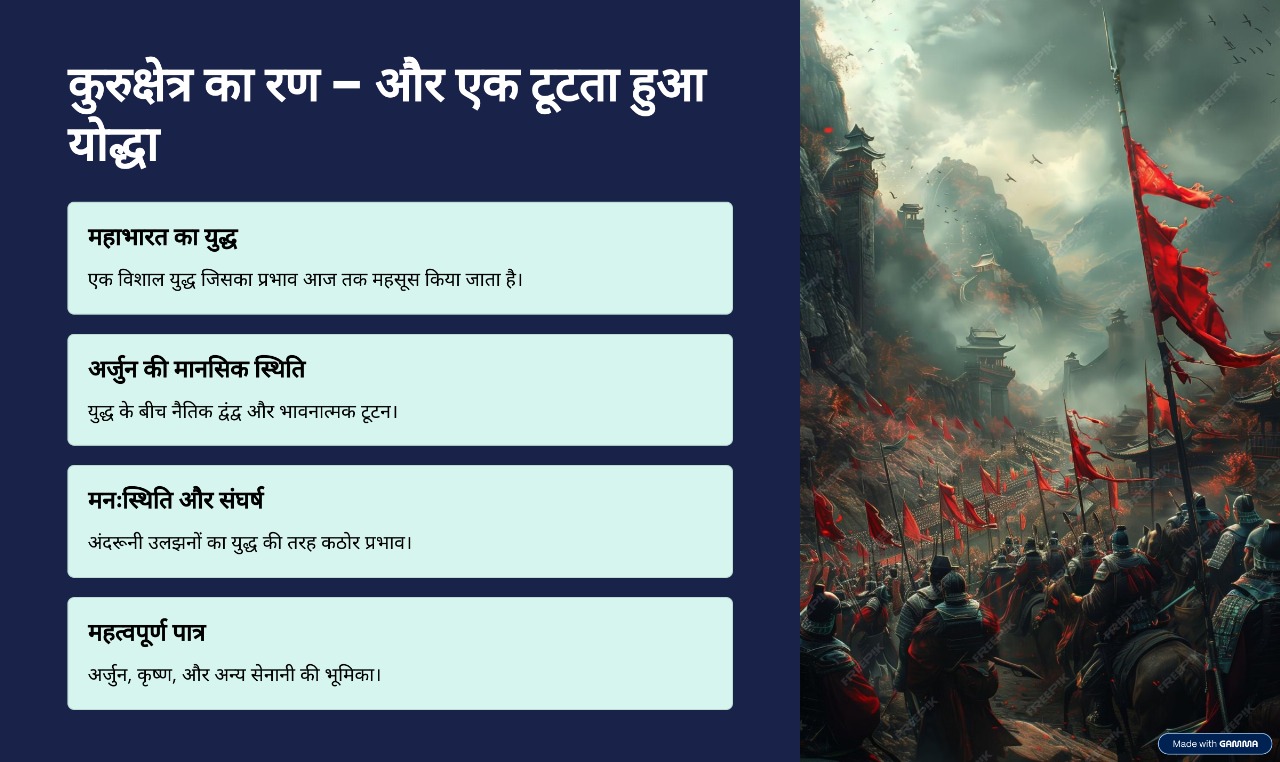 कुरुक्षेत्र का रण – और एक टूटता हुआ
योद्धा
महाभारत का युद्ध
एक विशाल युद्ध जिसका प्रभाव आज तक महसूस किया जाता है।
अर्जुन की मानसिक स्थिति
युद्ध के बीच नैतिक द्वंद्व और भावनात्मक टूटन।
मनःस्थिति और संघर्ष
अंदरूनी उलझनों का युद्ध की तरह कठोर प्रभाव।
महत्वपूर्ण पात्र
अर्जुन, कृष्ण, और अन्य सेनानी की भूमिका।
FREEPIK
Made with GAMMA